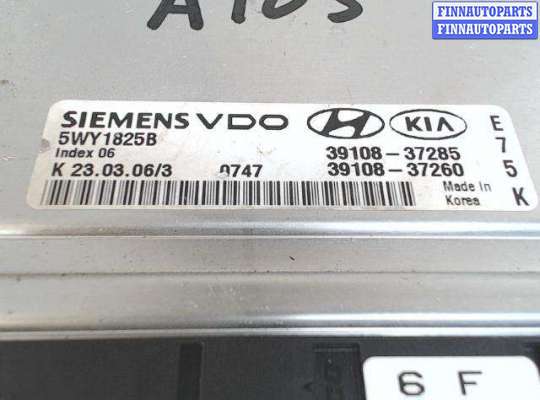 FINNAUTOPARTS
FINNAUTOPARTS
SIEMENS VDO KIA
5WY1825B
Index 06
K 23.03.06/3 0747
39108-37285
39108-37260
Made In
Korea
E
7
5
K
6 F